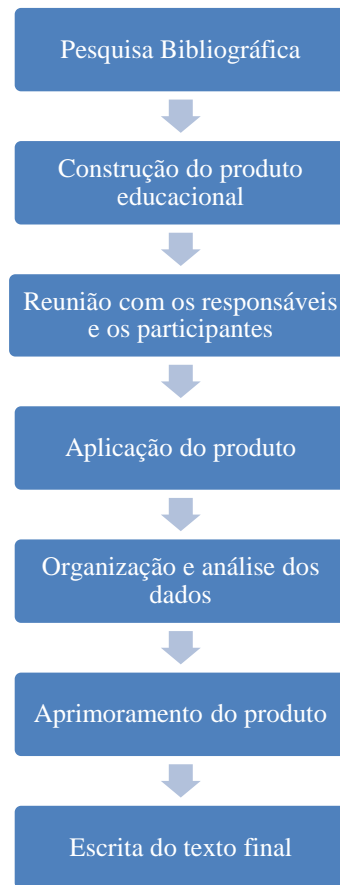 Pesquisa Bibliográfica
Construção do produto
educacional
Reunião com os responsáveis
e os participantes
Aplicação do produto
Organização e análise dos
dados
Aprimoramento do produto
Escrita do texto final